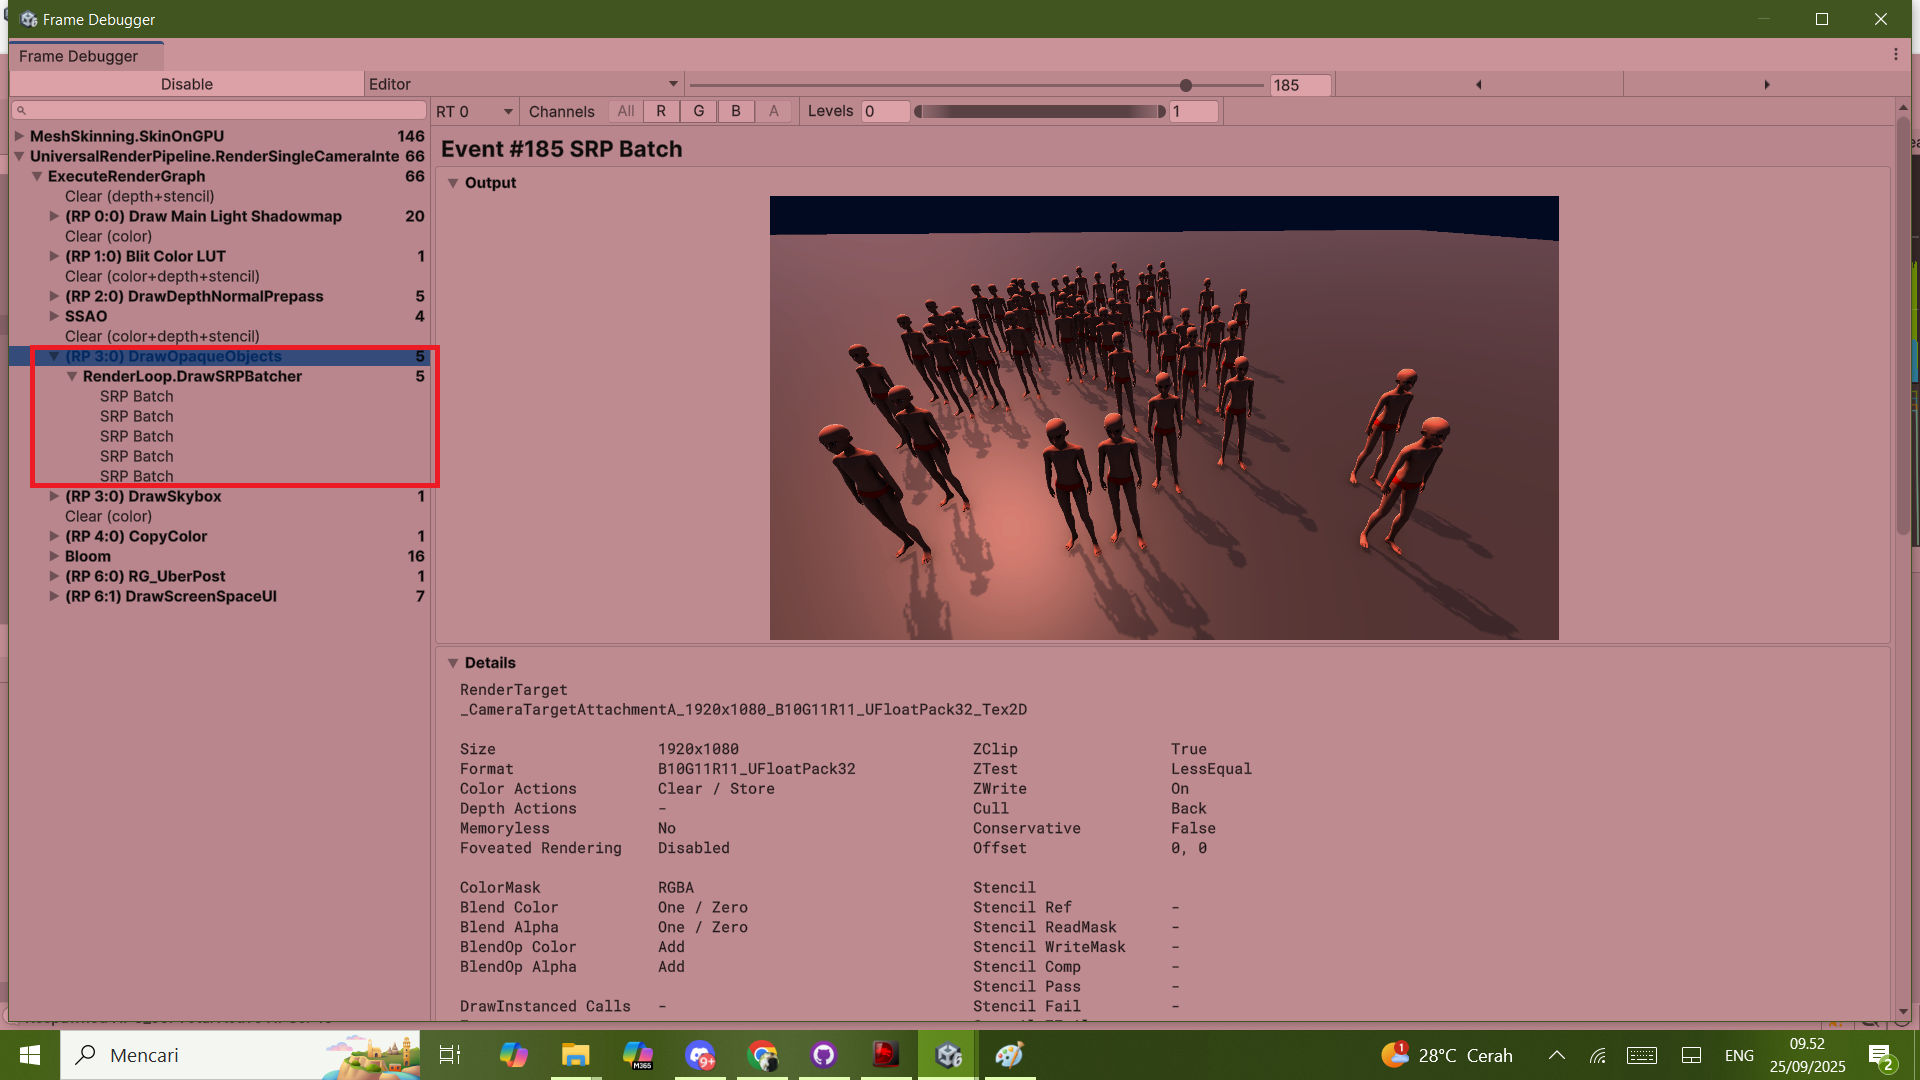 Frame Debugger
Frame Debugger
Disable
Editor
185
RT 0
Channels
All
R
G
B
A
Levels
0
1
MeshSkinning.SkinOnGPU 146
UniversalRenderPipeline.RenderSingleCameraInte 66
ExecuteRenderGraph 66
Clear (depth+stencil)
(RP 0:0) Draw Main Light Shadowmap 20
Clear (color)
(RP 1:0) Blit Color LUT 1
Clear (color+depth+stencil)
(RP 2:0) DrawDepthNormalPrepass 5
SSAO 4
Clear (color+depth+stencil)
(RP 3:0) DrawOpaqueObjects 5
RenderLoop.DrawSRPBatcher 5
SRP Batch
SRP Batch
SRP Batch
SRP Batch
SRP Batch
(RP 3:0) DrawSkybox 1
Clear (color)
(RP 4:0) CopyColor 1
Bloom 16
(RP 6:0) RG_UberPost 1
(RP 6:1) DrawScreenSpaceUI 7
Event #185 SRP Batch
Output
Details
RenderTarget
_CameraTargetAttachmentA_1920x1080_B10G11R11_UFloatPack32_Tex2D
Size 1920x1080 ZClip True
Format B10G11R11_UFloatPack32 ZTest LessEqual
Color Actions Clear / Store ZWrite On
Depth Actions - Cull Back
Memoryless No Conservative False
Foveated Rendering Disabled Offset 0, 0
ColorMask RGBA Stencil
Blend Color One / Zero Stencil Ref -
Blend Alpha One / Zero Stencil ReadMask -
BlendOp Color Add Stencil WriteMask -
BlendOp Alpha Add Stencil Comp -
Stencil Pass -
DrawInstanced Calls - Stencil Fail -
Mencari
M365
9+
6
1
28°C Cerah
ENG
09.52
25/09/2025
2